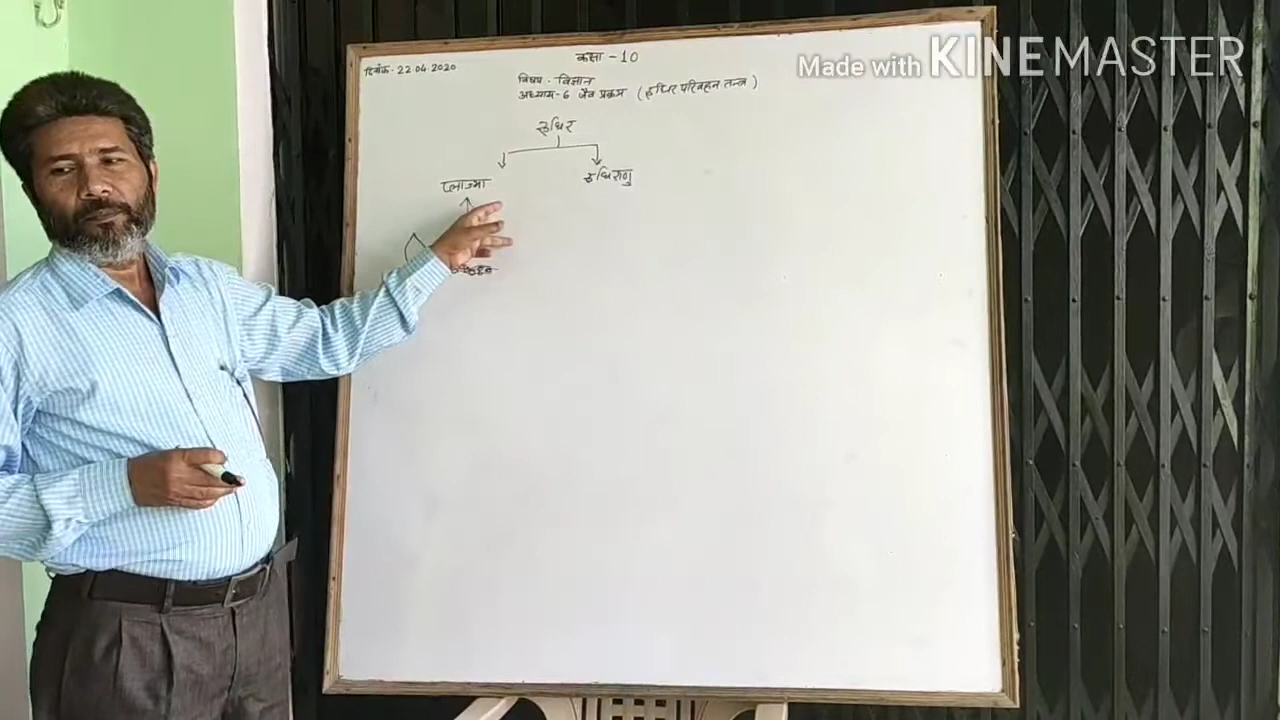 Made with KINEMASTER
कक्षा - 10
दिनांक - 22.04.2020
विषय - विज्ञान
अध्याय - 6 जैव प्रक्रम (रूधिर परिवहन तन्त्र)
रूधिर
प्लाज्मा
रूधिराणु